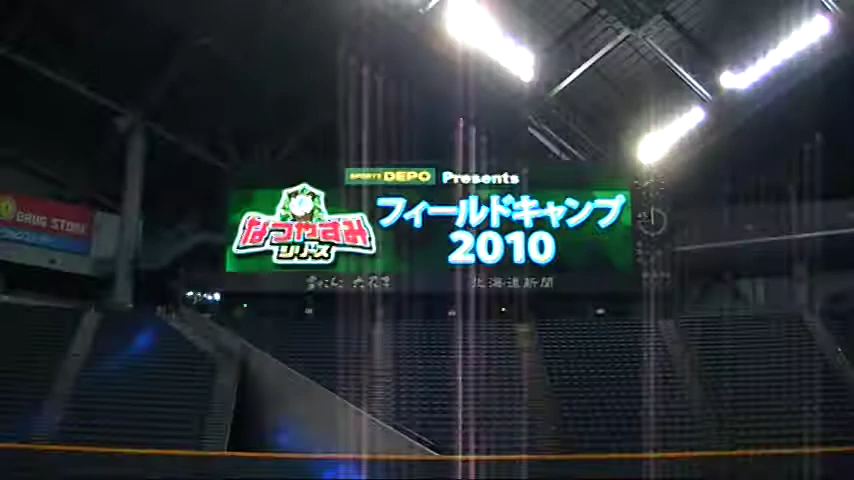 SPORTS DEPO Presents
なつやすみ
シリーズ
フィールドキャンプ
2010
DRUG STORE
北海道新聞